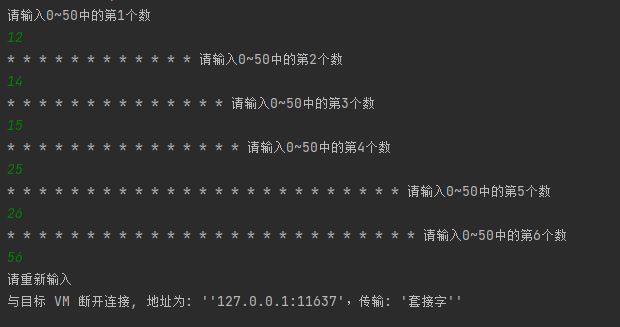 请输入0~50中的第1个数
12
* * * * * * * * * * * * 请输入0~50中的第2个数
14
* * * * * * * * * * * * * * 请输入0~50中的第3个数
15
* * * * * * * * * * * * * * * 请输入0~50中的第4个数
25
* * * * * * * * * * * * * * * * * * * * * * * * * 请输入0~50中的第5个数
26
* * * * * * * * * * * * * * * * * * * * * * * * * * 请输入0~50中的第6个数
56
请重新输入
与目标 VM 断开连接, 地址为: ''127.0.0.1:11637'，传输: '套接字''